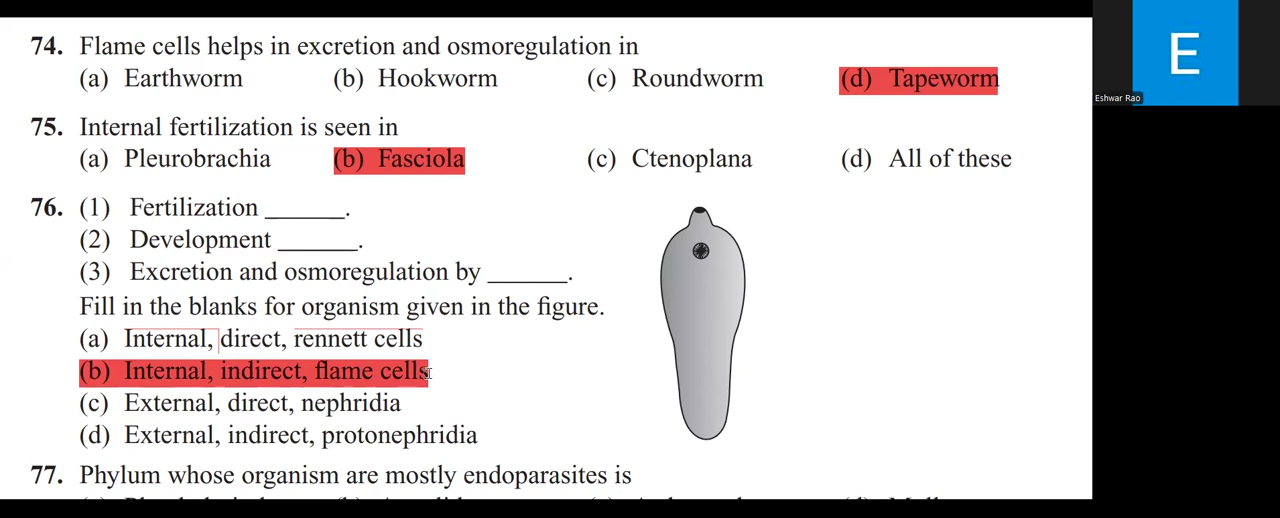 74. Flame cells helps in excretion and osmoregulation in
(a) Earthworm (b) Hookworm (c) Roundworm (d) Tapeworm
75. Internal fertilization is seen in
(a) Pleurobrachia (b) Fasciola (c) Ctenoplana (d) All of these
76. (1) Fertilization ______.
(2) Development ______.
(3) Excretion and osmoregulation by ______.
Fill in the blanks for organism given in the figure.
(a) Internal, direct, rennett cells
(b) Internal, indirect, flame cells
(c) External, direct, nephridia
(d) External, indirect, protonephridia
77. Phylum whose organism are mostly endoparasites is
E
Eshwar Rao